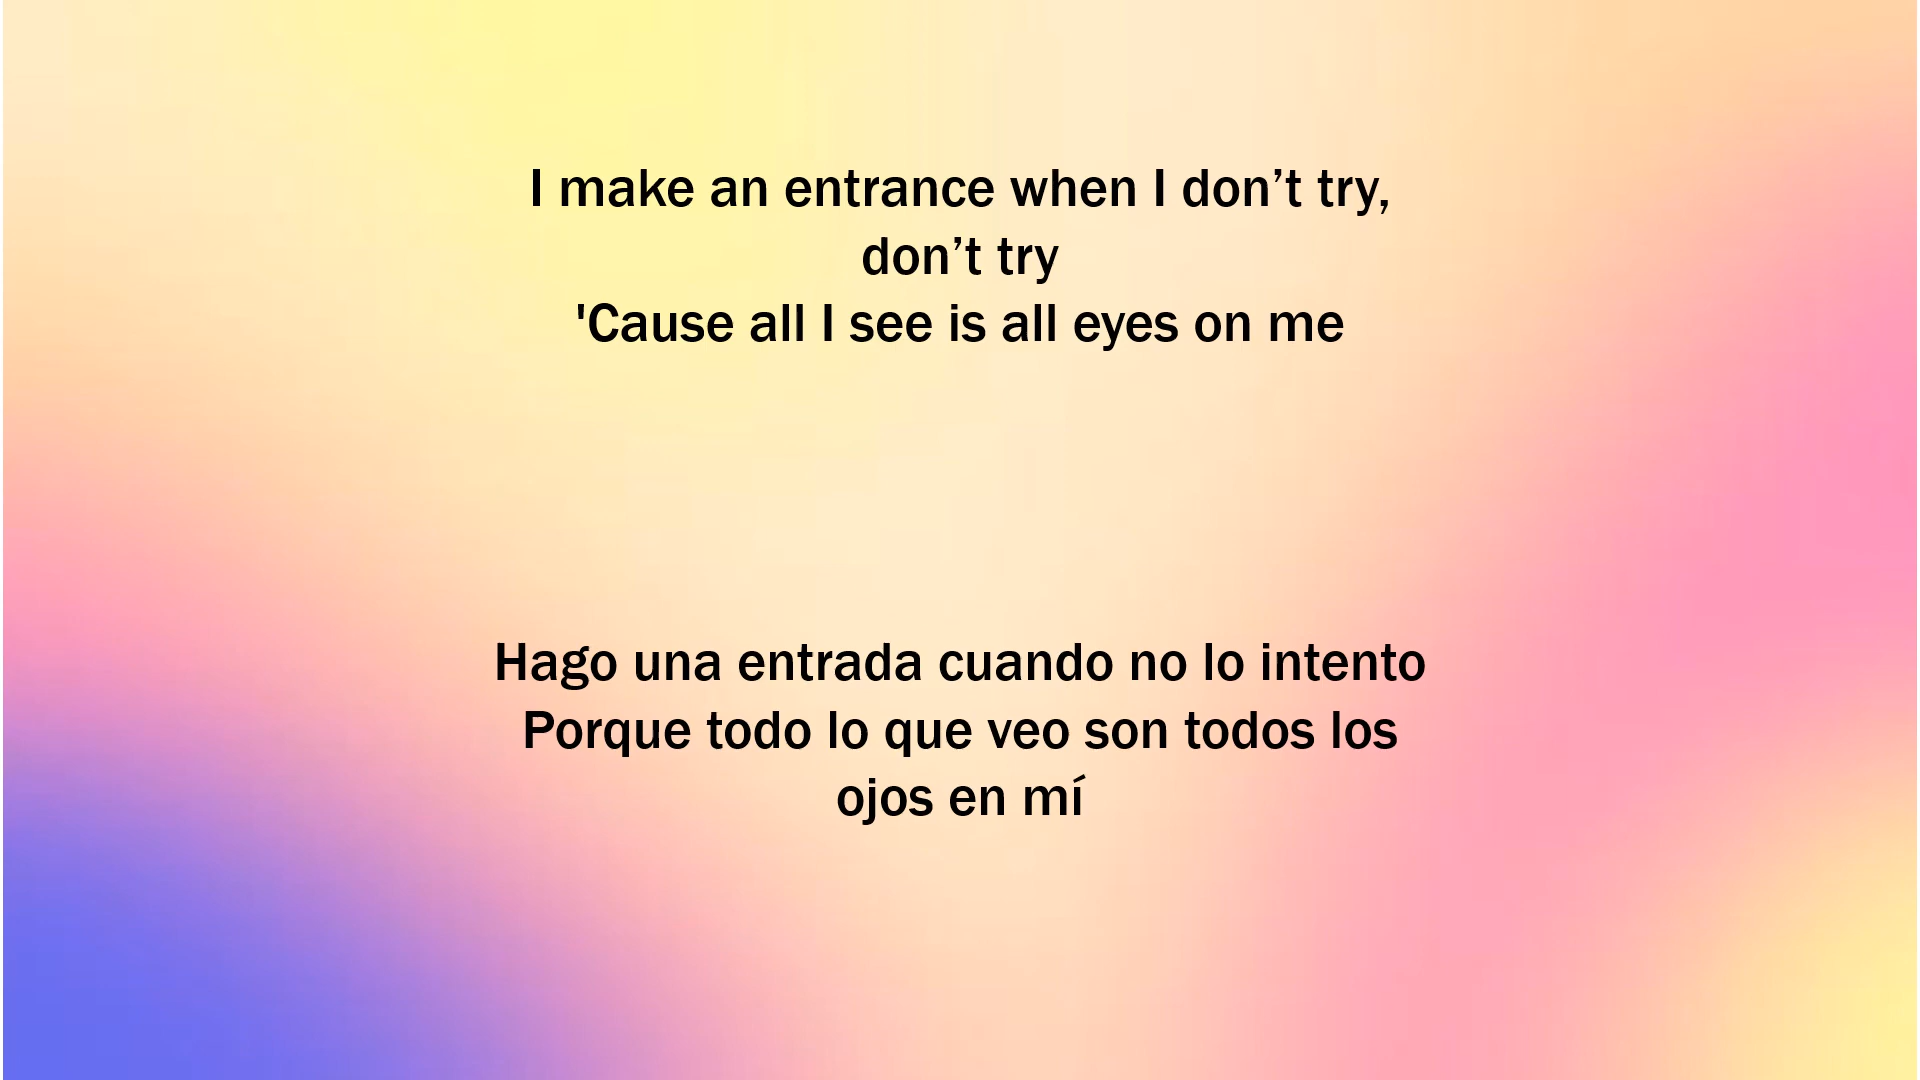 I make an entrance when I don’t try,
don’t try
'Cause all I see is all eyes on me
Hago una entrada cuando no lo intento
Porque todo lo que veo son todos los
ojos en mí